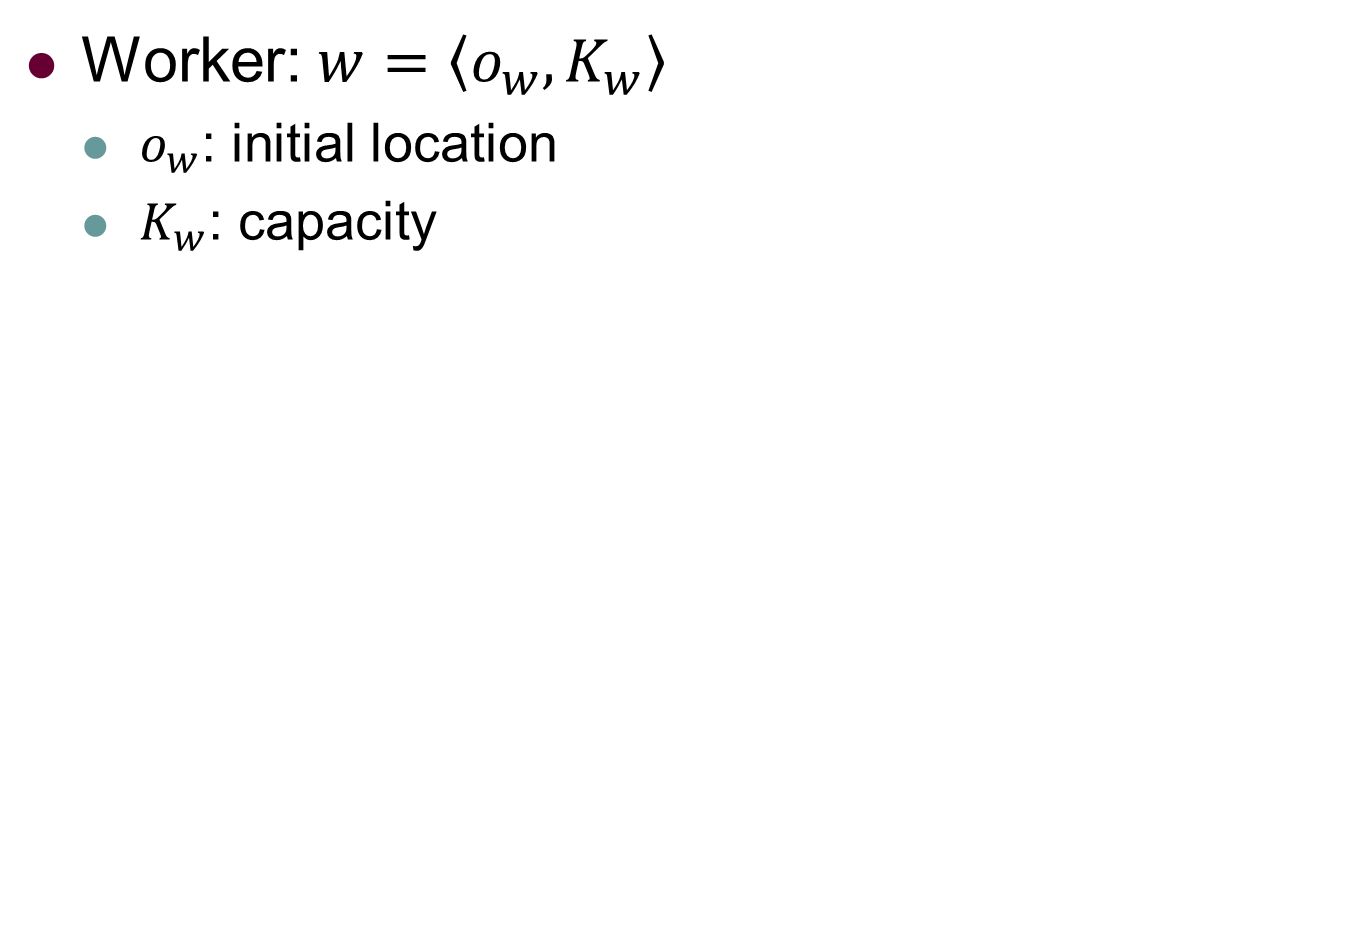 ● Worker: 𝑤 = ⟨𝑜_𝑤, 𝐾_𝑤⟩
● 𝑜_𝑤: initial location
● 𝐾_𝑤: capacity